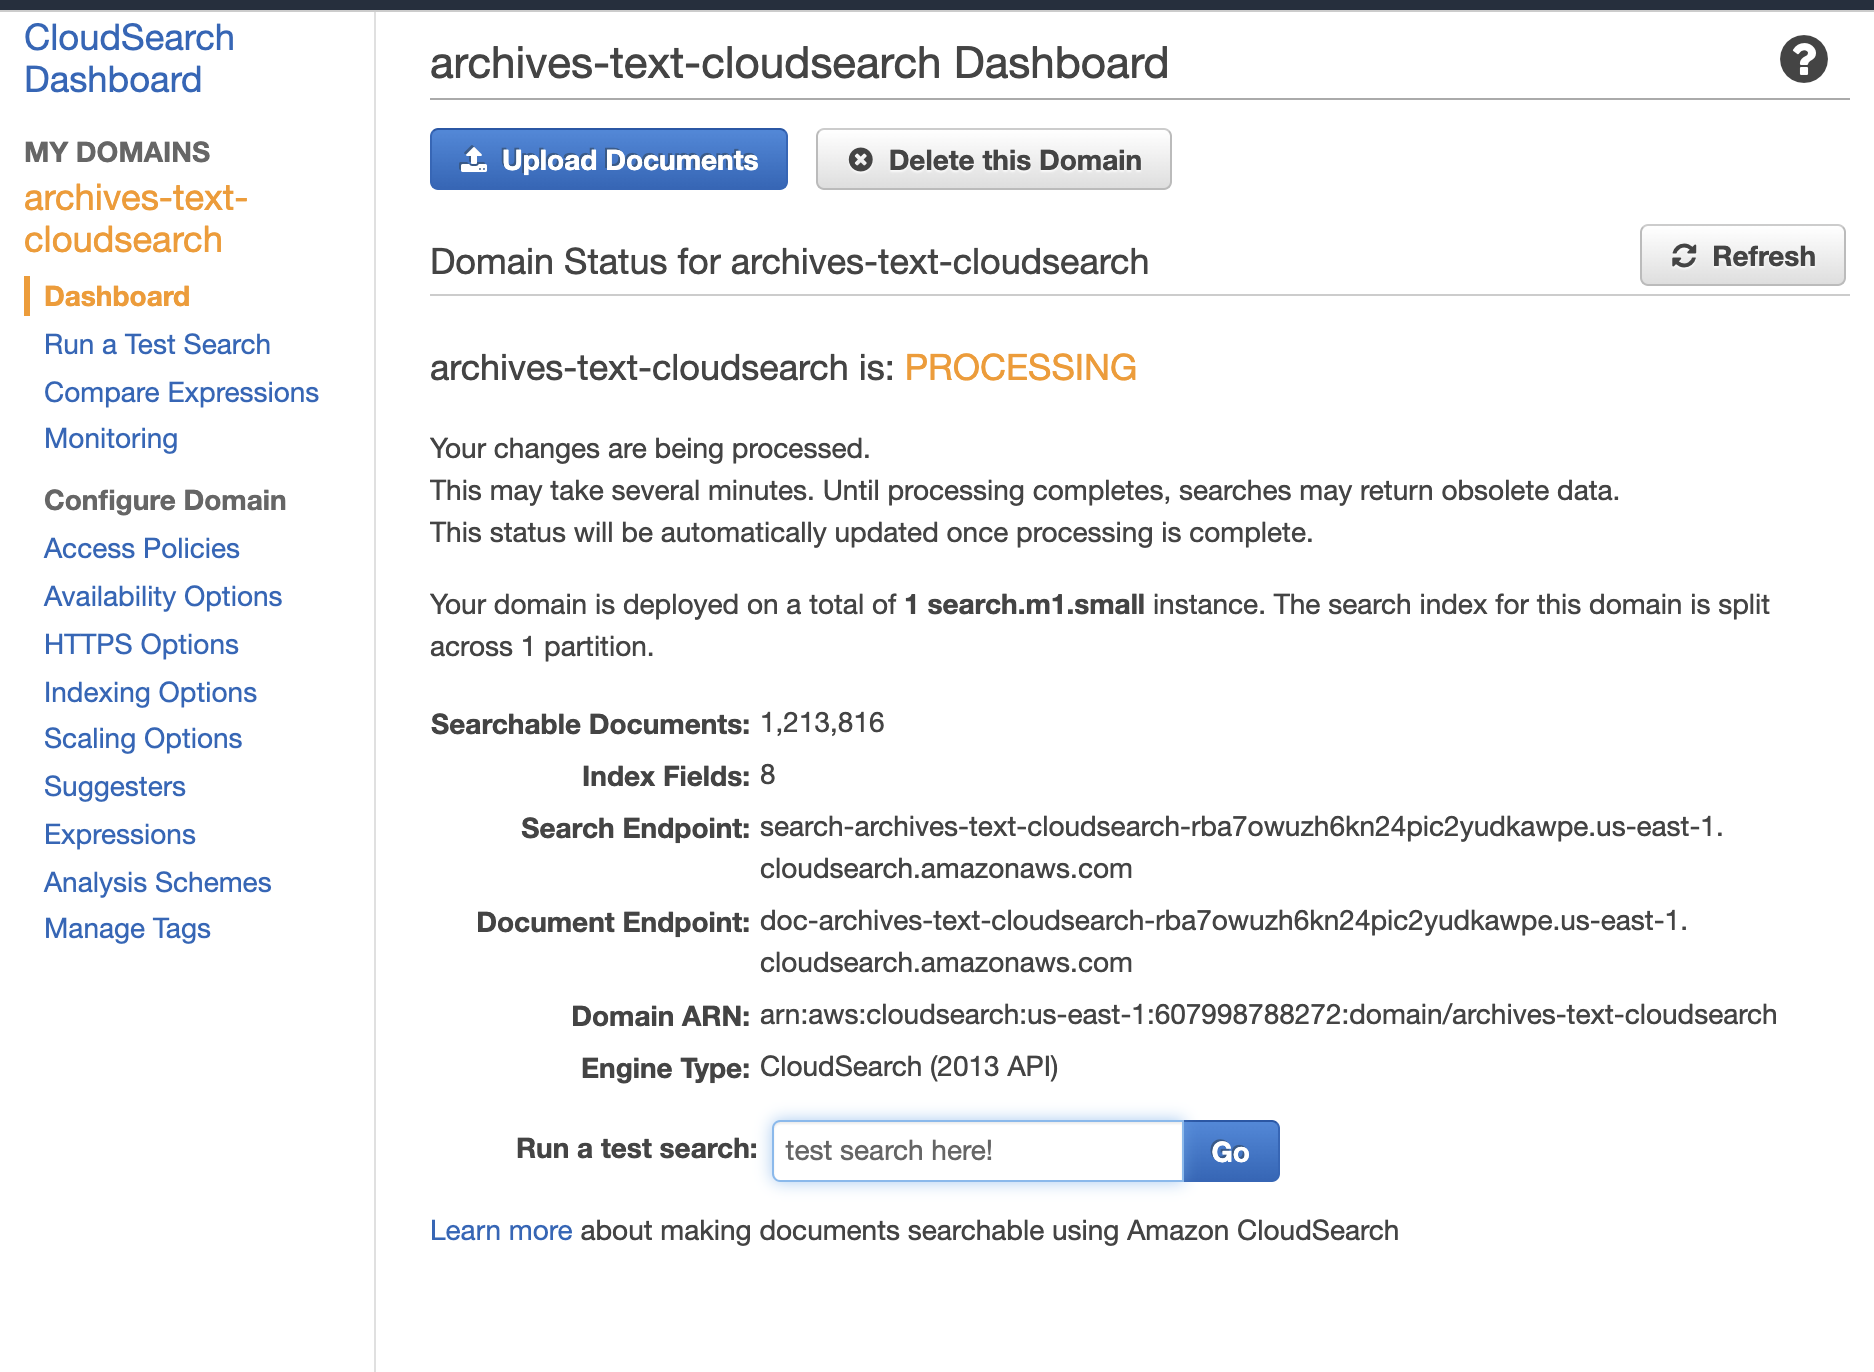 CloudSearch
Dashboard
MY DOMAINS
archives-text-
cloudsearch
Dashboard
Run a Test Search
Compare Expressions
Monitoring
Configure Domain
Access Policies
Availability Options
HTTPS Options
Indexing Options
Scaling Options
Suggesters
Expressions
Analysis Schemes
Manage Tags
archives-text-cloudsearch Dashboard
?
Upload Documents
Delete this Domain
Domain Status for archives-text-cloudsearch
Refresh
archives-text-cloudsearch is: PROCESSING
Your changes are being processed.
This may take several minutes. Until processing completes, searches may return obsolete data.
This status will be automatically updated once processing is complete.
Your domain is deployed on a total of 1 search.m1.small instance. The search index for this domain is split
across 1 partition.
Searchable Documents: 1,213,816
Index Fields: 8
Search Endpoint: search-archives-text-cloudsearch-rba7owuzh6kn24pic2yudkawpe.us-east-1.
cloudsearch.amazonaws.com
Document Endpoint: doc-archives-text-cloudsearch-rba7owuzh6kn24pic2yudkawpe.us-east-1.
cloudsearch.amazonaws.com
Domain ARN: arn:aws:cloudsearch:us-east-1:607998788272:domain/archives-text-cloudsearch
Engine Type: CloudSearch (2013 API)
Run a test search: test search here! Go
Learn more about making documents searchable using Amazon CloudSearch